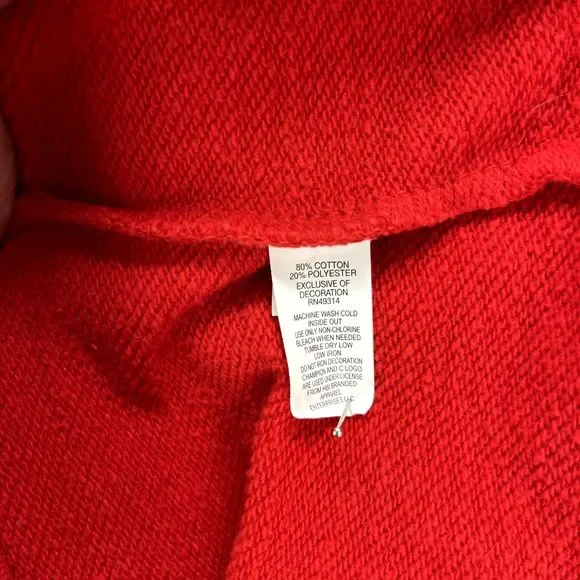 80% COTTON
20% POLYESTER
EXCLUSIVE OF
DECORATION
RN49314
MACHINE WASH COLD
INSIDE OUT
USE ONLY NON-CHLORINE
BLEACH WHEN NEEDED
TUMBLE DRY LOW
LOW IRON
DO NOT IRON DECORATION
CHAMPION AND C LOGO
ARE USED UNDER LICENSE
FROM HBI BRANDED
APPAREL
ENTERPRISES LLC